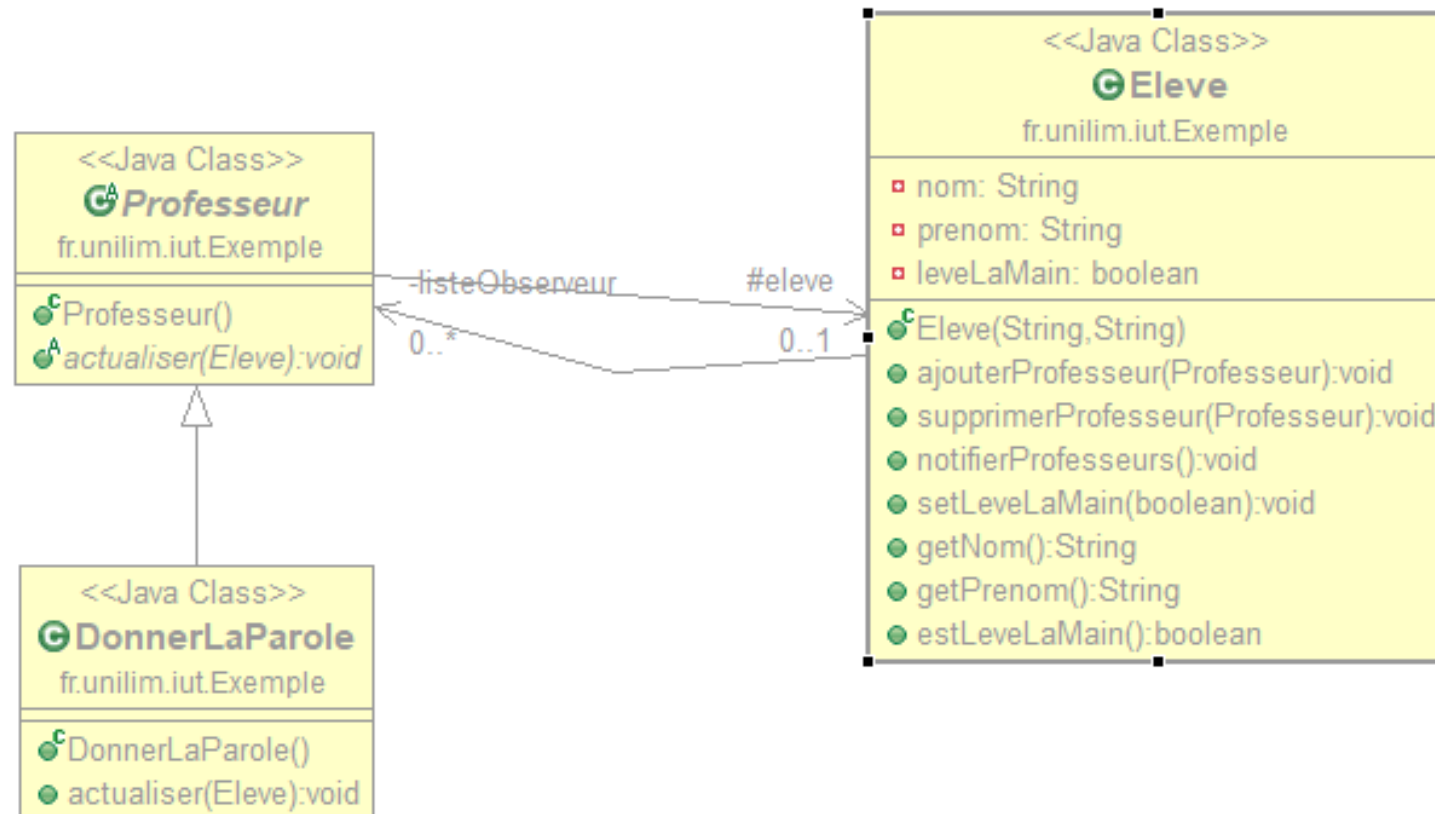 <<Java Class>>
Professeur
fr.unilim.iut.Exemple
Professeur()
actualiser(Eleve):void
-listeObserveur
0..*
#eleve
0..1
<<Java Class>>
Eleve
fr.unilim.iut.Exemple
nom: String
prenom: String
leveLaMain: boolean
Eleve(String,String)
ajouterProfesseur(Professeur):void
supprimerProfesseur(Professeur):void
notifierProfesseurs():void
setLeveLaMain(boolean):void
getNom():String
getPrenom():String
estLeveLaMain():boolean
<<Java Class>>
DonnerLaParole
fr.unilim.iut.Exemple
DonnerLaParole()
actualiser(Eleve):void